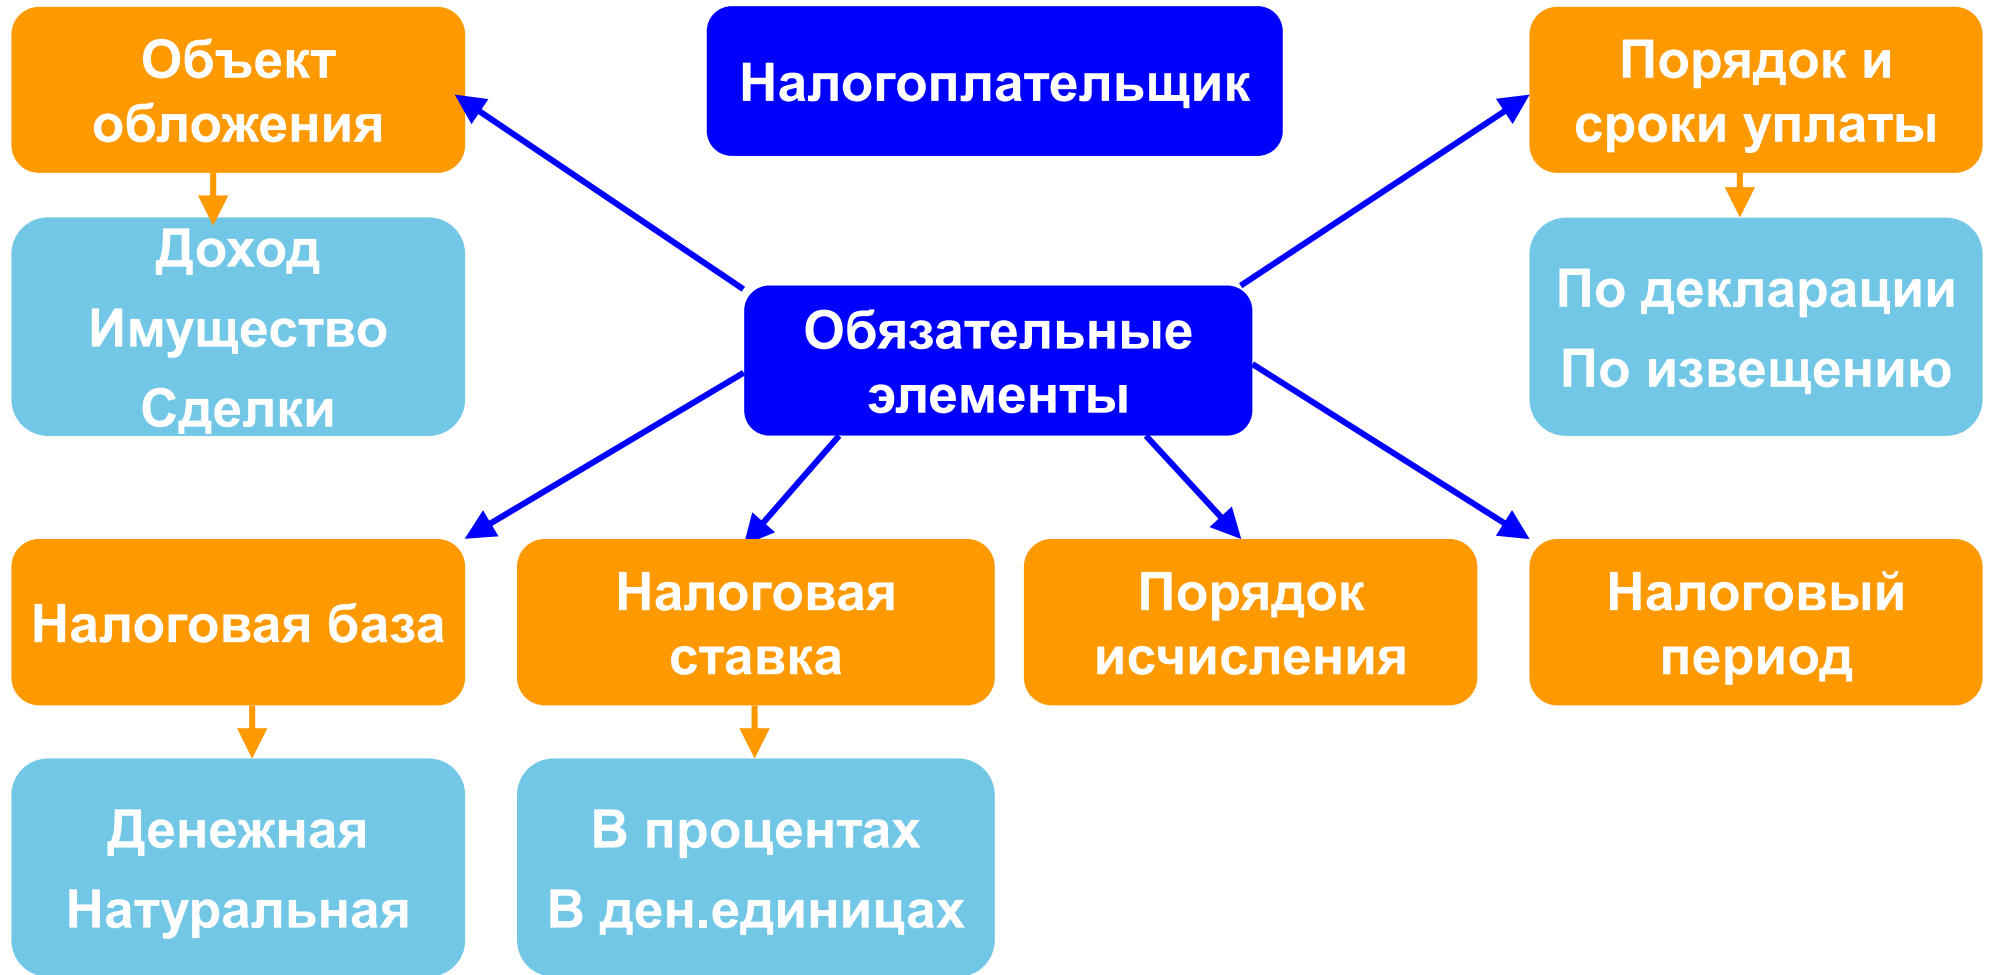 Объект
обложения
Налогоплательщик
Порядок и
сроки уплаты
Доход
Имущество
Сделки
Обязательные
элементы
По декларации
По извещению
Налоговая база
Налоговая
ставка
Порядок
исчисления
Налоговый
период
Денежная
Натуральная
В процентах
В ден.единицах